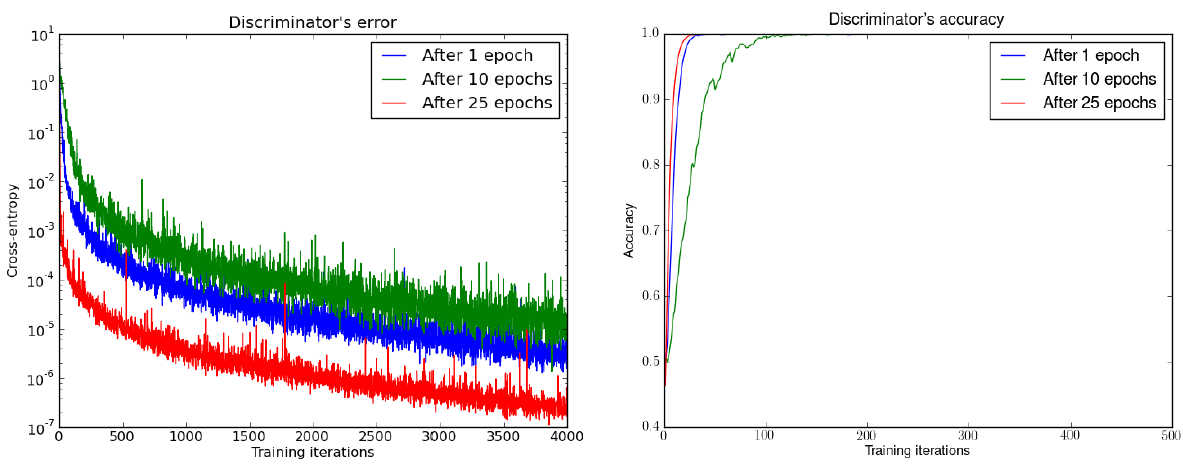 Discriminator's error
10^1
10^0
10^-1
10^-2
10^-3
10^-4
10^-5
10^-6
10^-7
Cross-entropy
After 1 epoch
After 10 epochs
After 25 epochs
0 500 1000 1500 2000 2500 3000 3500 4000
Training iterations
Discriminator's accuracy
1.0
0.9
0.8
0.7
0.6
0.5
0.4
Accuracy
After 1 epoch
After 10 epochs
After 25 epochs
0 100 200 300 400 500
Training iterations